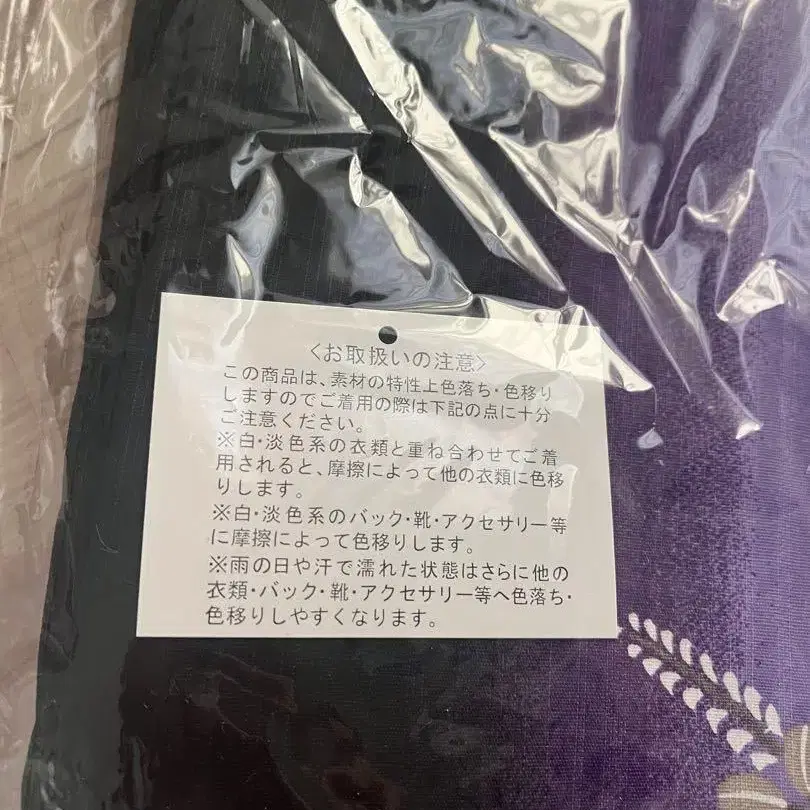 〈お取扱いの注意〉
この商品は、素材の特性上色落ち・色移り
しますのでご着用の際は下記の点に十分
ご注意ください。
※白・淡色系の衣類と重ね合わせてご着
用されると、摩擦によって他の衣類に色移
りします。
※白・淡色系のバック・靴・アクセサリー等
に摩擦によって色移りします。
※雨の日や汗で濡れた状態はさらに他の
衣類・バック・靴・アクセサリー等へ色落ち・
色移りしやすくなります。